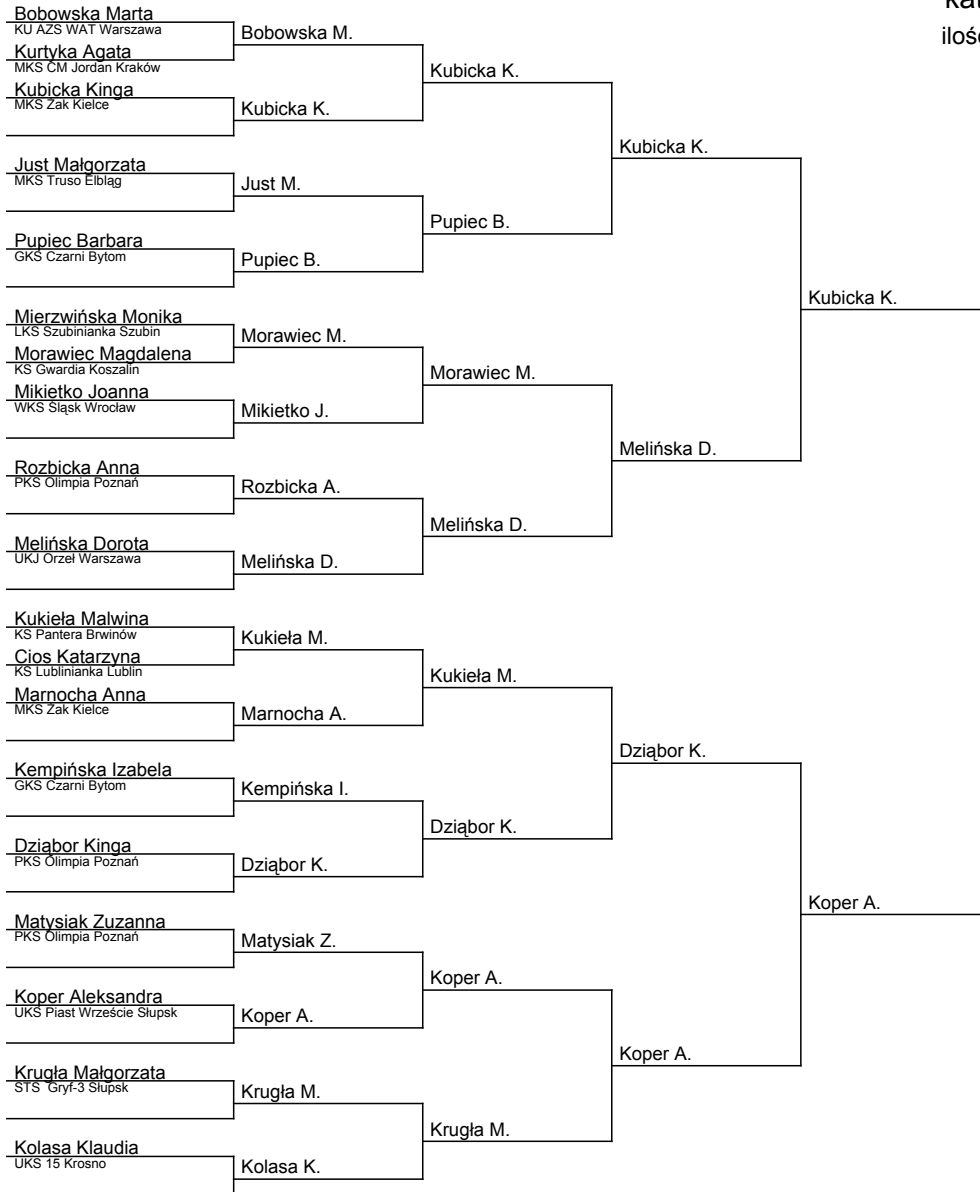 kat
ilość
Bobowska Marta
KU AZS WAT Warszawa
Kurtyka Agata
MKS CM Jordan Kraków
Kubicka Kinga
MKS Żak Kielce
Just Małgorzata
MKS Truso Elbląg
Pupiec Barbara
GKS Czarni Bytom
Mierzwińska Monika
LKS Szubinianka Szubin
Morawiec Magdalena
KS Gwardia Koszalin
Mikietko Joanna
WKS Śląsk Wrocław
Rozbicka Anna
PKS Olimpia Poznań
Melińska Dorota
UKJ Orzeł Warszawa
Kukieła Malwina
KS Pantera Brwinów
Cios Katarzyna
KS Lublinianka Lublin
Marnocha Anna
MKS Żak Kielce
Kempińska Izabela
GKS Czarni Bytom
Dziąbor Kinga
PKS Olimpia Poznań
Matysiak Zuzanna
PKS Olimpia Poznań
Koper Aleksandra
UKS Piast Wrzeście Słupsk
Krugła Małgorzata
STS Gryf-3 Słupsk
Kolasa Klaudia
UKS 15 Krosno
Bobowska M.
Kubicka K.
Just M.
Pupiec B.
Morawiec M.
Mikietko J.
Rozbicka A.
Melińska D.
Kukieła M.
Marnocha A.
Kempińska I.
Dziąbor K.
Matysiak Z.
Koper A.
Krugła M.
Kolasa K.
Kubicka K.
Pupiec B.
Morawiec M.
Melińska D.
Kukieła M.
Dziąbor K.
Koper A.
Krugła M.
Kubicka K.
Melińska D.
Dziąbor K.
Koper A.
Kubicka K.
Koper A.